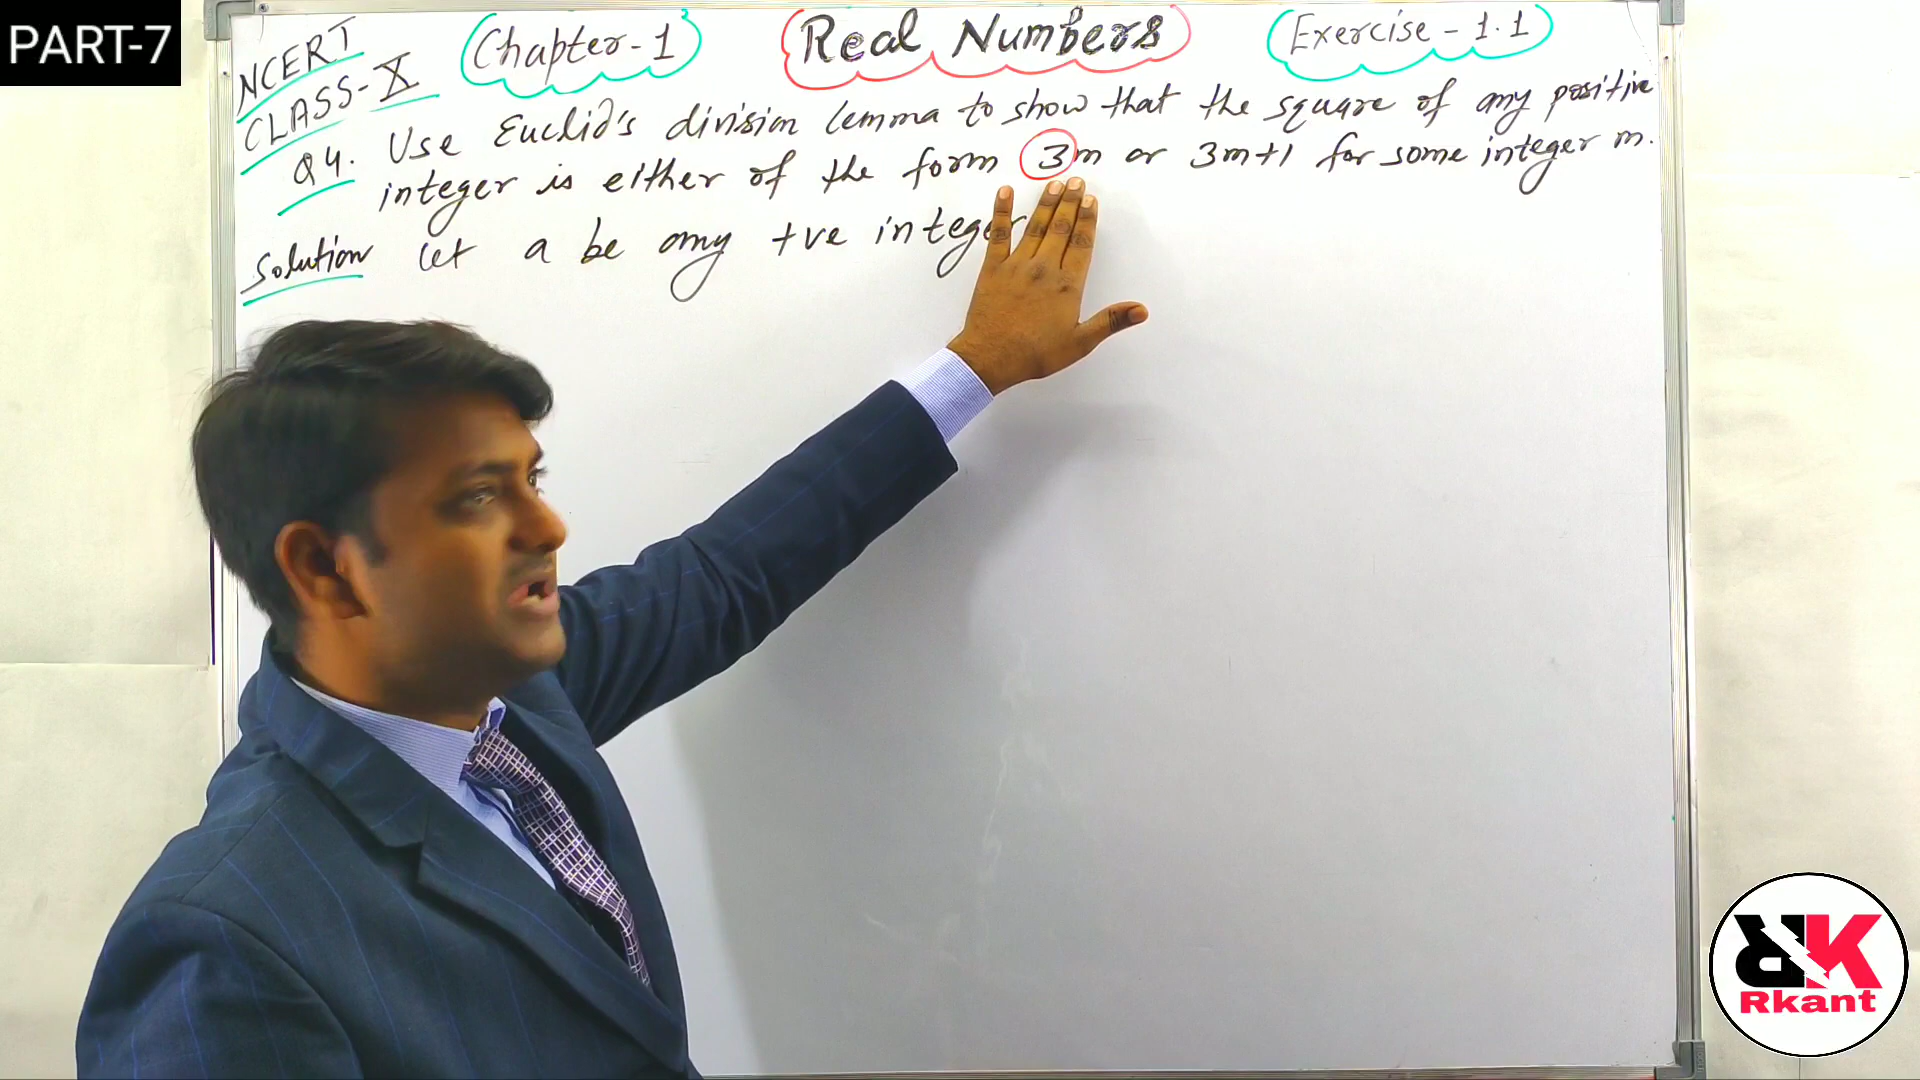 PART-7
NCERT
CLASS-X
Chapter-1
Real Numbers
Exercise - 1.1
Q4. Use Euclid's division lemma to show that the square of any positive
integer is either of the form 3m or 3m+1 for some integer m.
Solution let a be any +ve integer
RK
Rkant